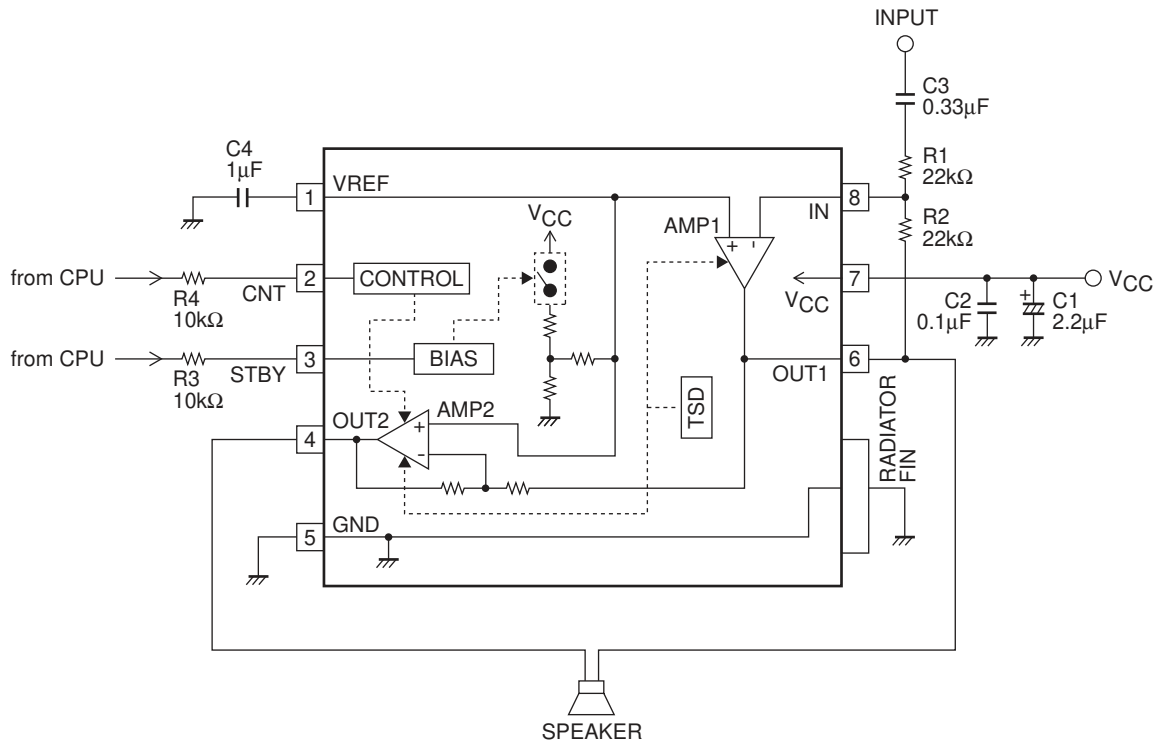 INPUT
C3
0.33µF
R1
22kΩ
R2
22kΩ
C4
1µF
1
VREF
VCC
AMP1
+ -
IN
8
from CPU
R4
10kΩ
CNT
2
CONTROL
VCC
7
C2
0.1µF
+
C1
2.2µF
VCC
from CPU
R3
10kΩ
STBY
3
BIAS
OUT1
6
TSD
RADIATOR
FIN
4
OUT2
AMP2
+
-
5
GND
SPEAKER